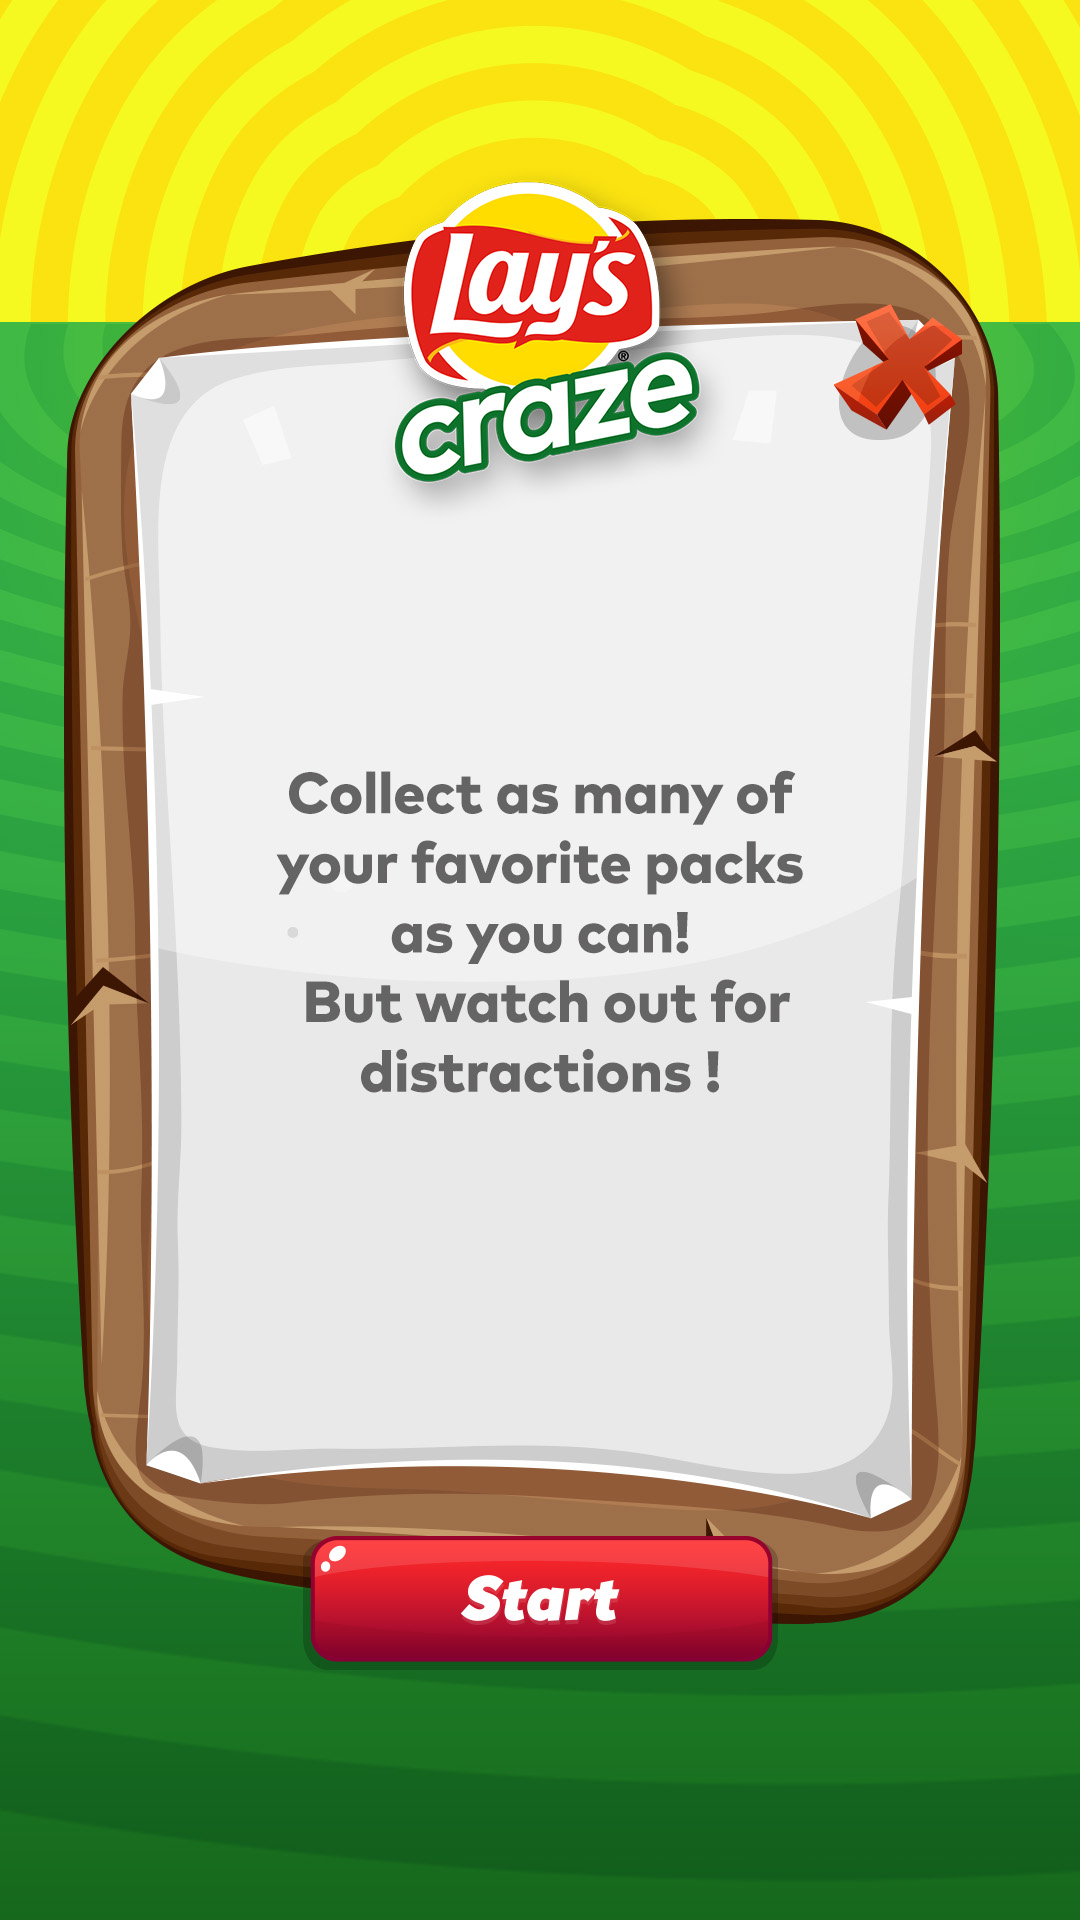 Lay's
®
craze
Collect as many of
your favorite packs
as you can!
But watch out for
distractions !
Start